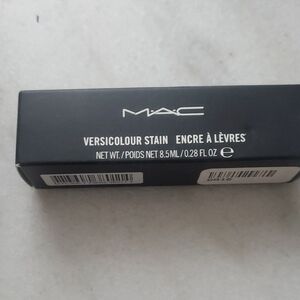 M·A·C
VERSICOLOUR STAIN ENCRE À LÈVRES
NET WT./POIDS NET 8.5ML/0.28 FL OZ ℮